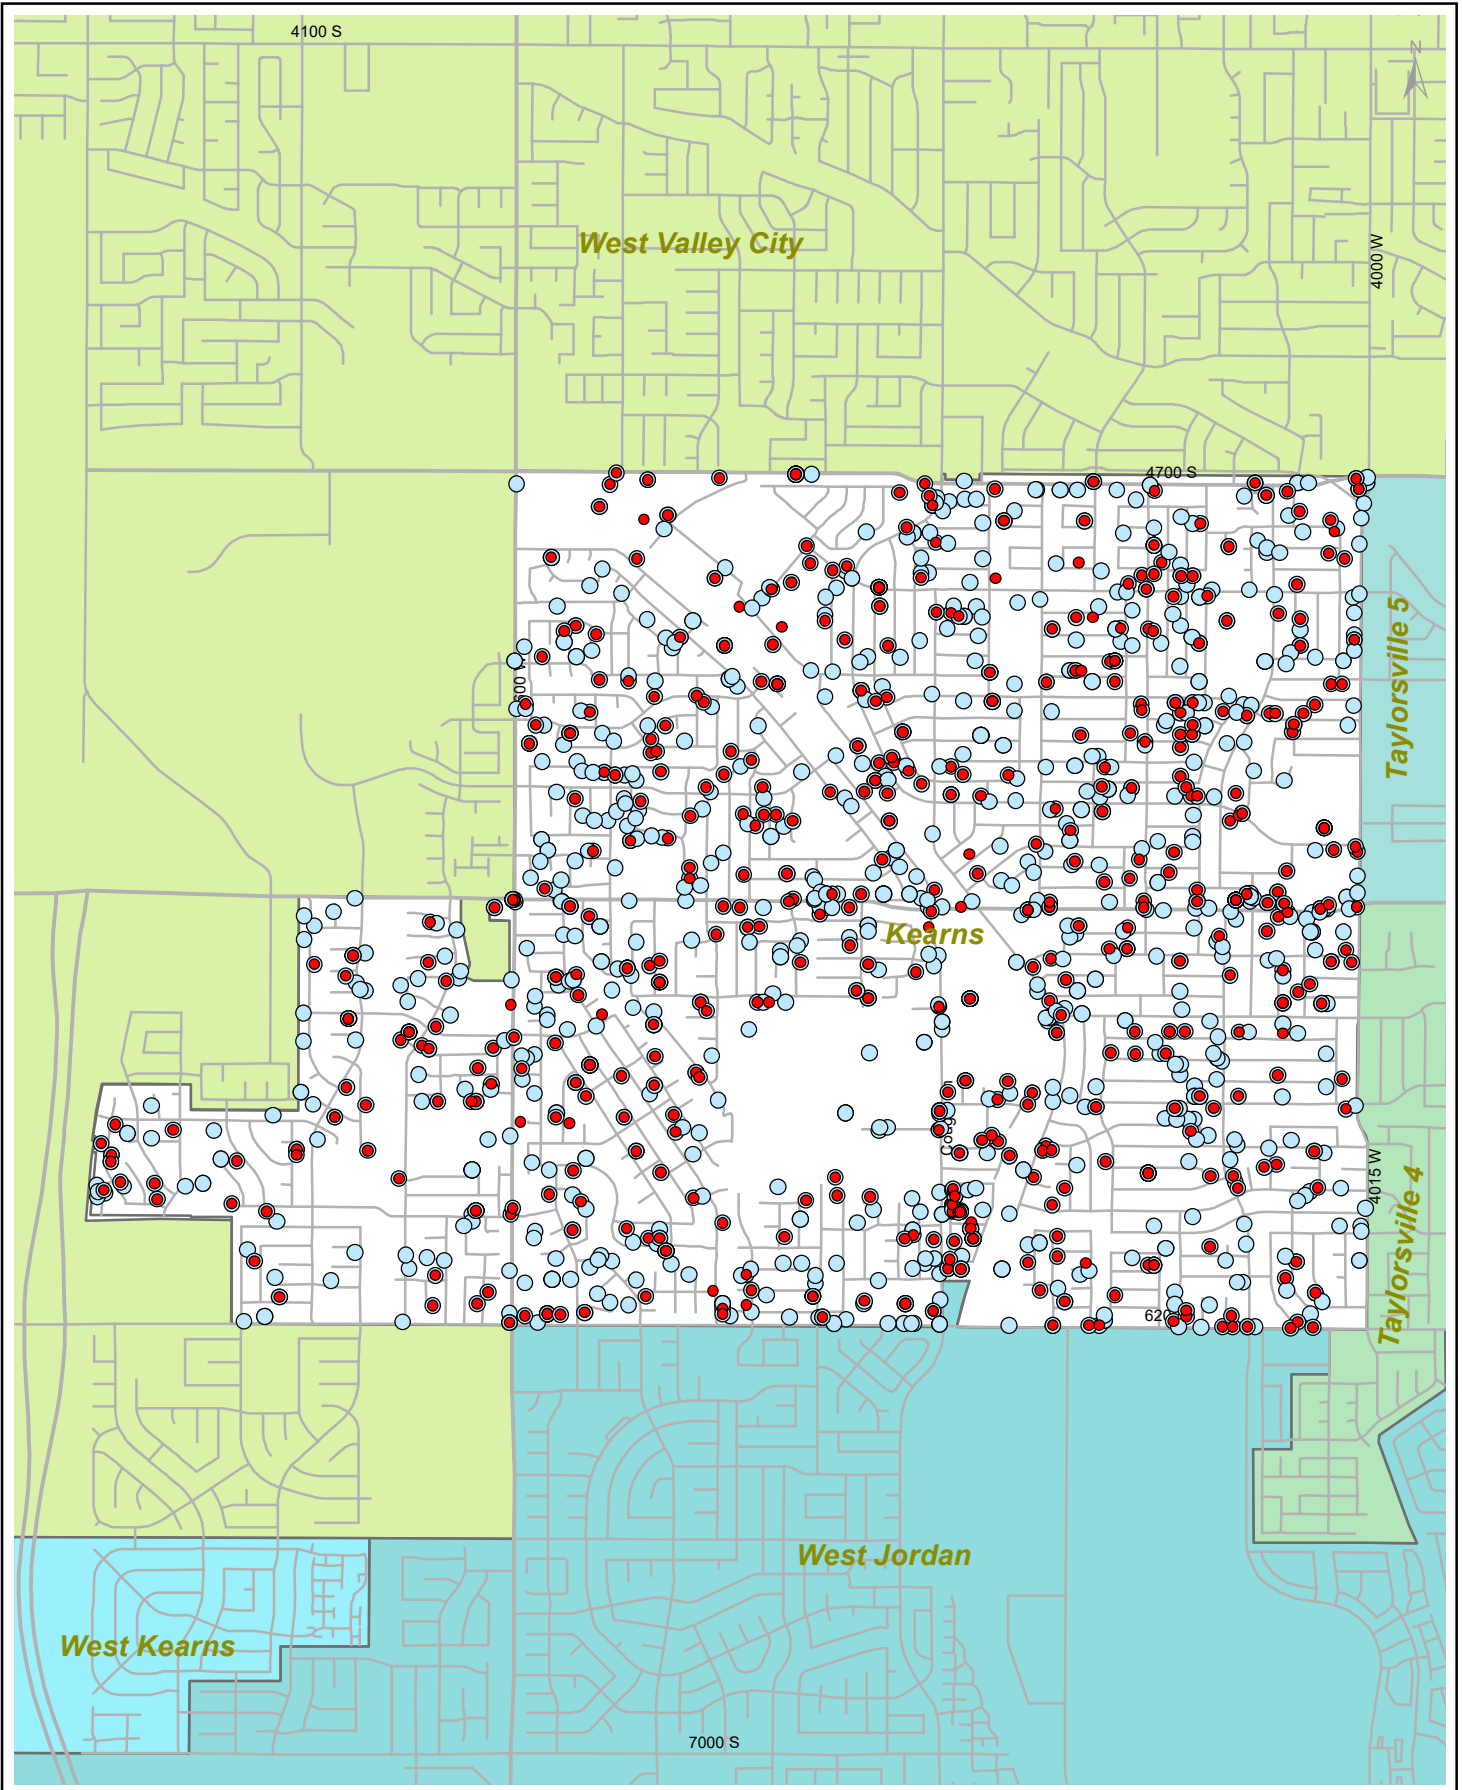 4100 S
N
West Valley City
4000 W
4700 S
Taylorsville 5
Kearns
4015 W
Taylorsville 4
West Jordan
West Kearns
7000 S